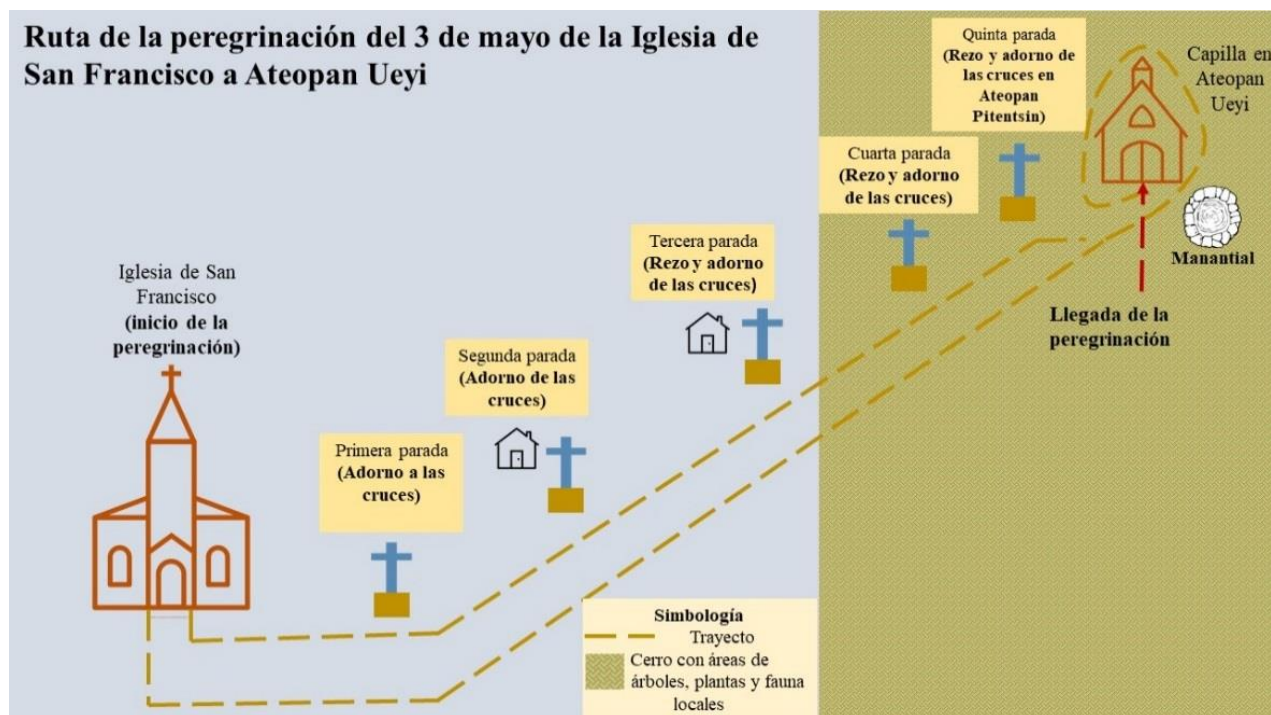 Ruta de la peregrinación del 3 de mayo de la Iglesia de
San Francisco a Ateopan Ueyi
Iglesia de San
Francisco
(inicio de la
peregrinación)
Primera parada
(Adorno a las
cruces)
Segunda parada
(Adorno de las
cruces)
Tercera parada
(Rezo y adorno
de las cruces)
Cuarta parada
(Rezo y adorno
de las cruces)
Quinta parada
(Rezo y adorno de
las cruces en
Ateopan
Pitentsin)
Capilla en
Ateopan
Ueyi
Manantial
Llegada de la
peregrinación
Simbología
Trayecto
Cerro con áreas de
árboles, plantas y fauna
locales